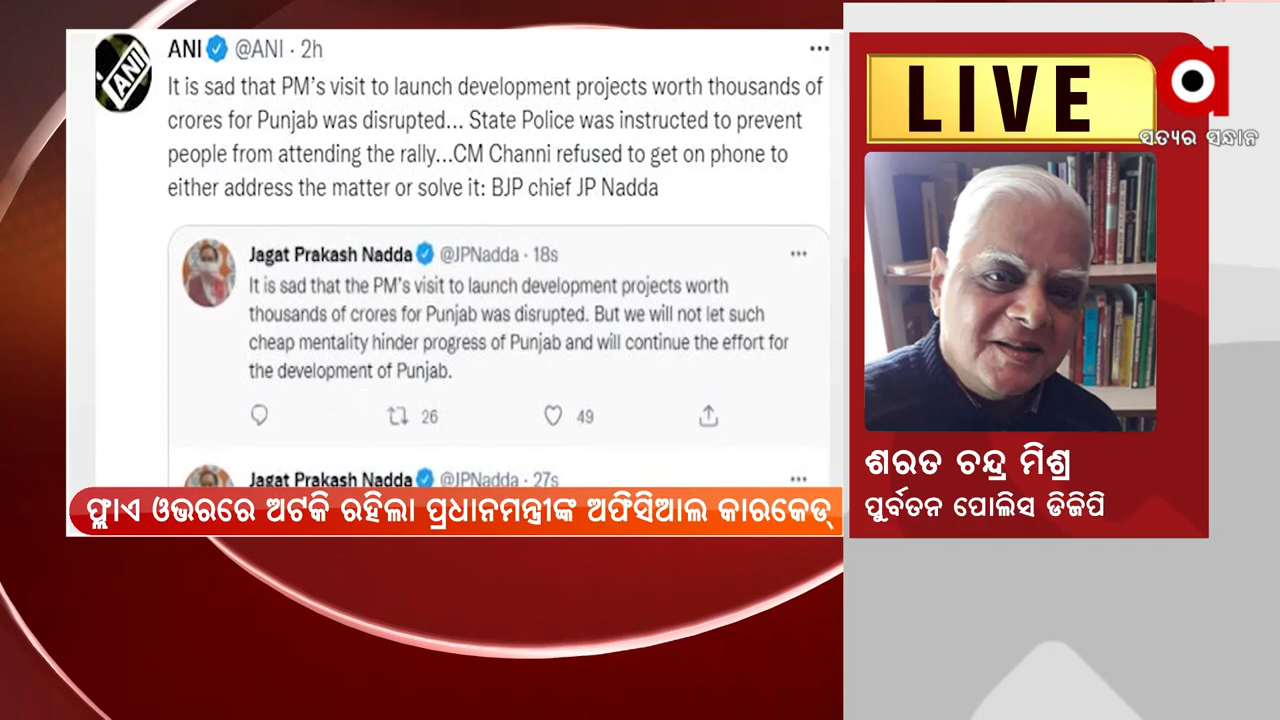 ANI @ANI · 2h
It is sad that PM's visit to launch development projects worth thousands of
crores for Punjab was disrupted... State Police was instructed to prevent
people from attending the rally...CM Channi refused to get on phone to
either address the matter or solve it: BJP chief JP Nadda
Jagat Prakash Nadda @JPNadda · 18s
It is sad that the PM's visit to launch development projects worth
thousands of crores for Punjab was disrupted. But we will not let such
cheap mentality hinder progress of Punjab and will continue the effort for
the development of Punjab.
26 49
Jagat Prakash Nadda @JPNadda · 27s
ଫ୍ଲାଏ ଓଭରରେ ଅଟକି ରହିଲା ପ୍ରଧାନମନ୍ତ୍ରୀଙ୍କ ଅଫିସିଆଲ କାରକେଡ୍
LIVE
ସତ୍ୟର ସନ୍ଧାନ
ଶରତ ଚନ୍ଦ୍ର ମିଶ୍ର
ପୁର୍ବତନ ପୋଲିସ ଡିଜିପି